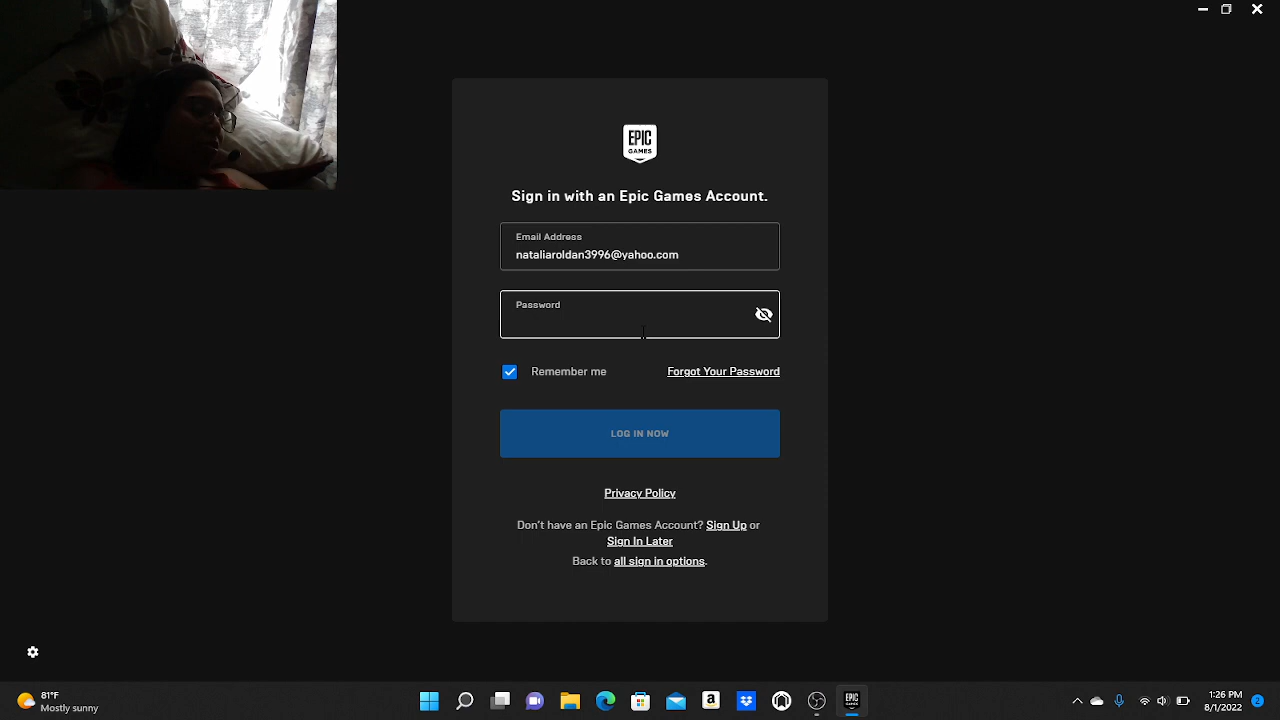 EPIC
GAMES
Sign in with an Epic Games Account.
Email Address
nataliaroldan3996@yahoo.com
Password
Remember me
Forgot Your Password
LOG IN NOW
Privacy Policy
Don't have an Epic Games Account? Sign Up or
Sign In Later
Back to all sign in options.
81°F
Mostly sunny
a
EPIC
GAMES
1:26 PM
8/1/2022
2